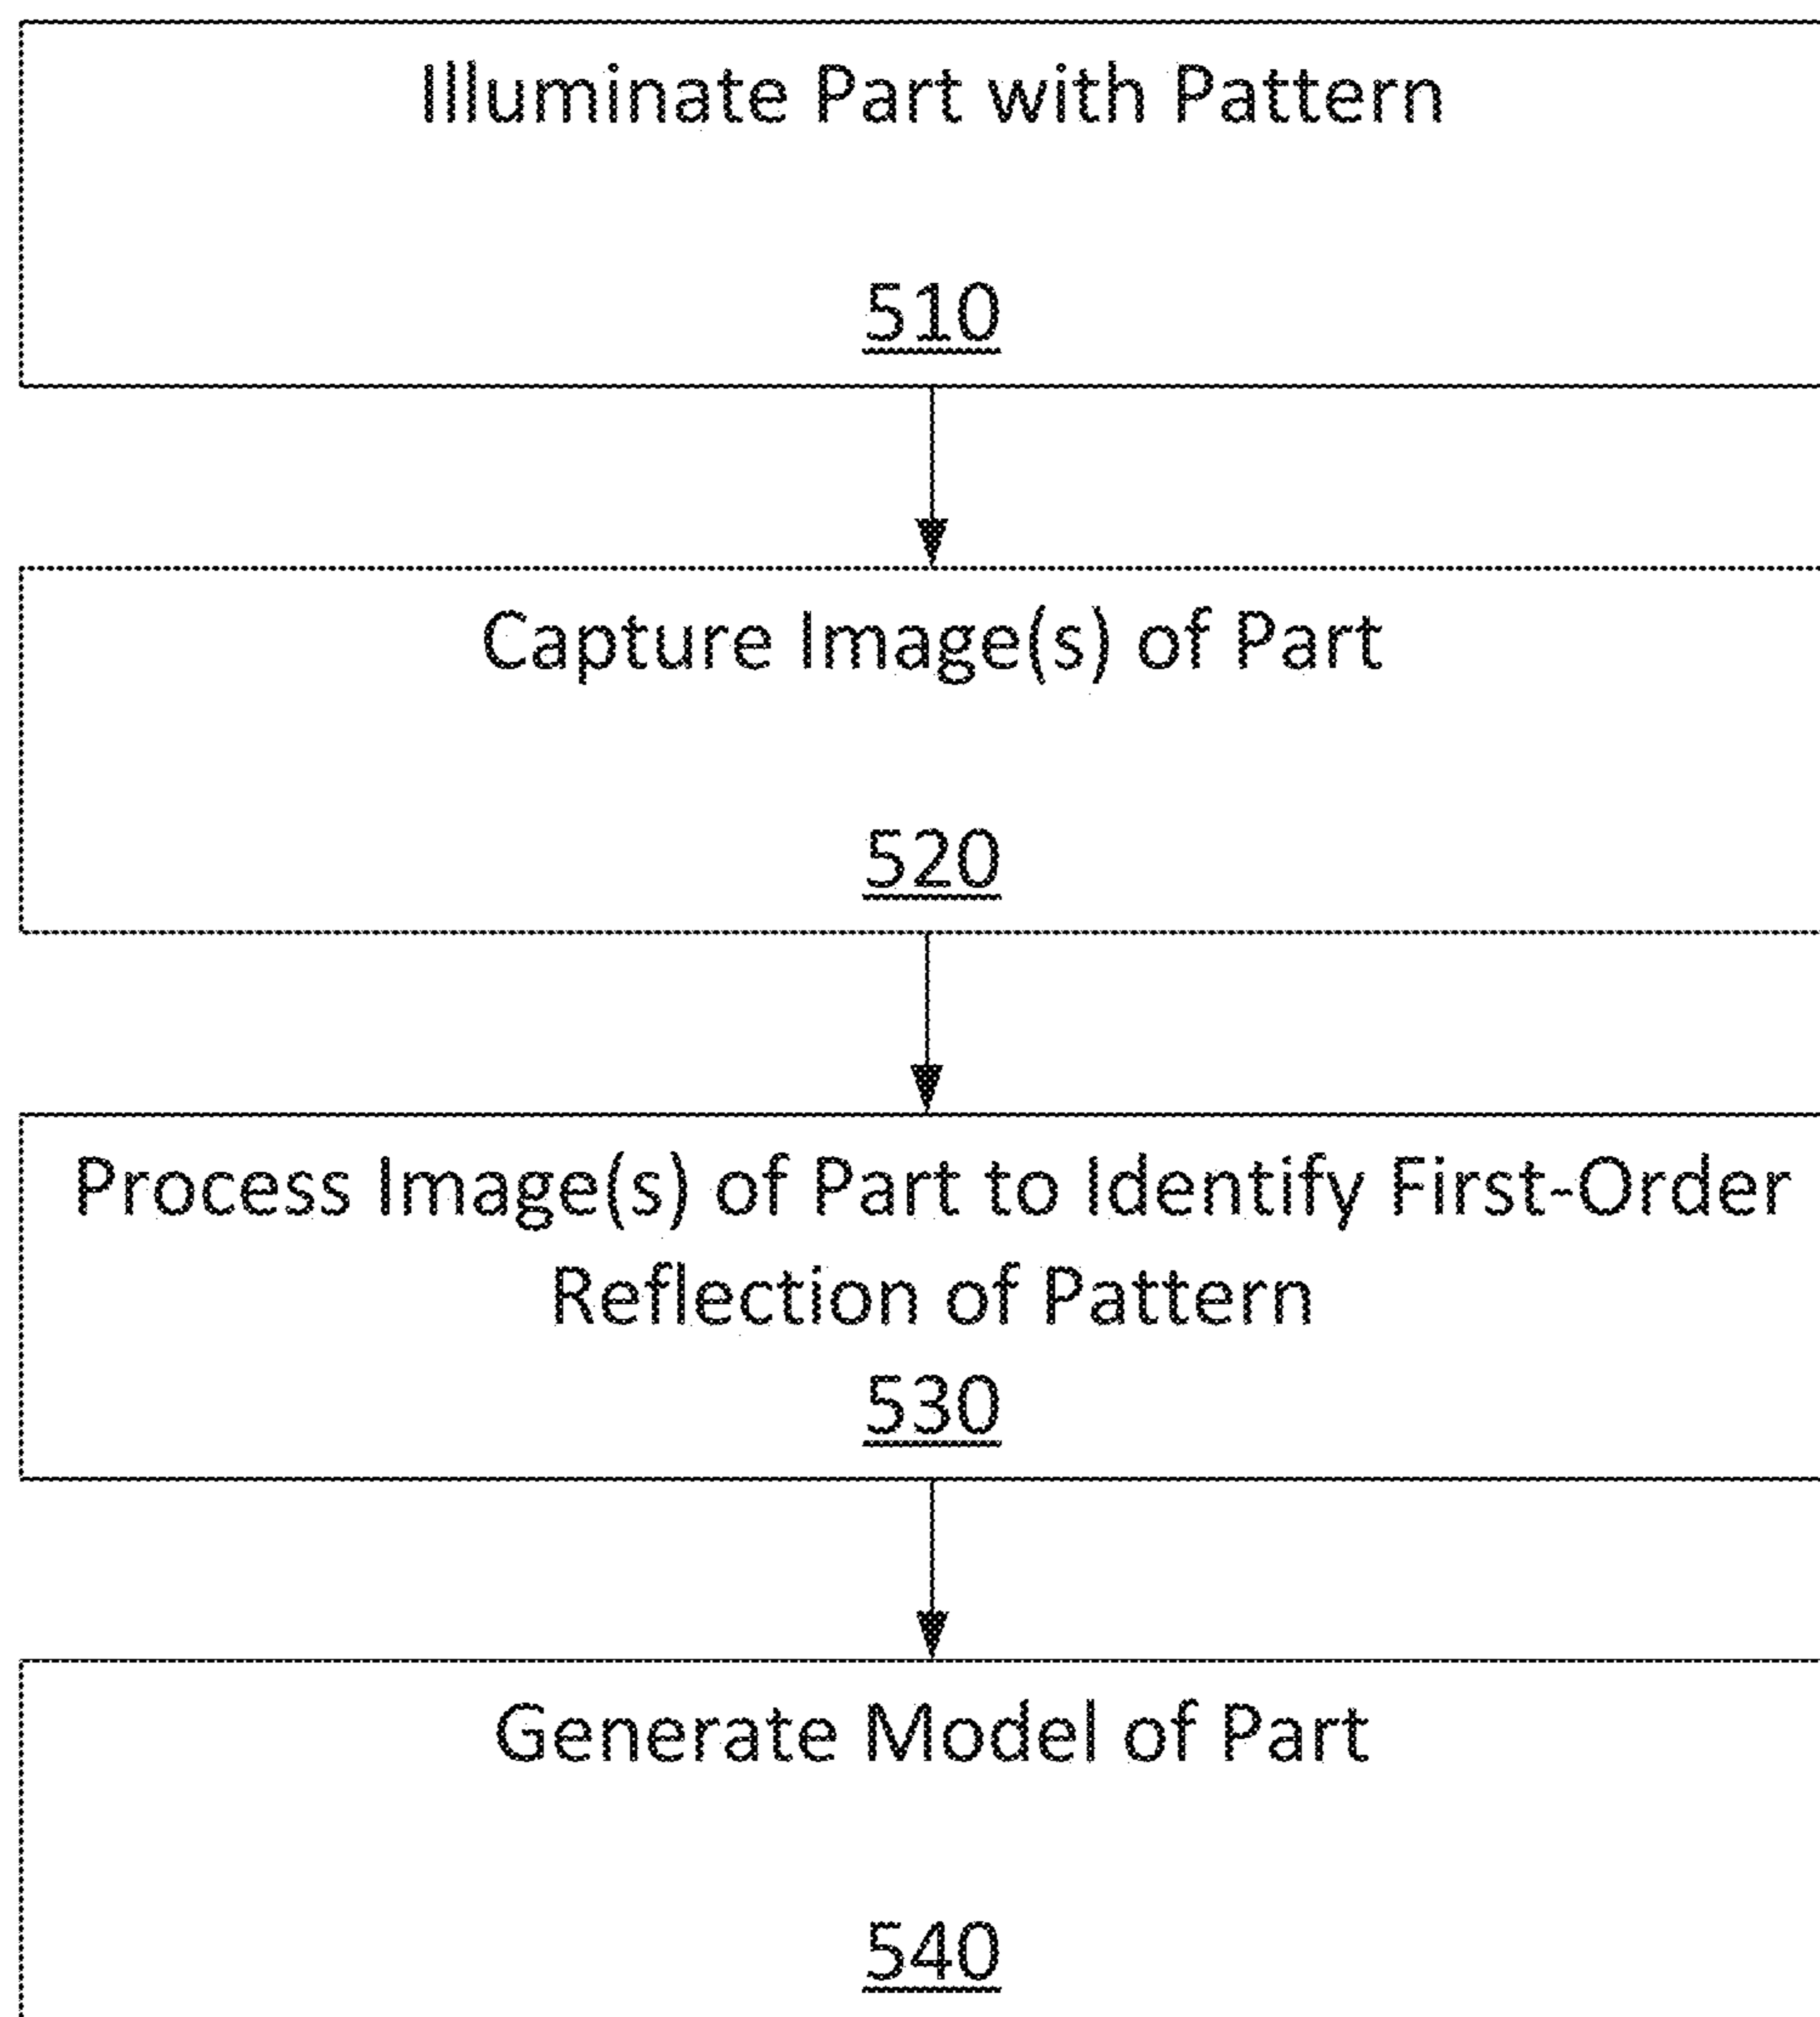 Illuminate Part with Pattern
510
Capture Image(s) of Part
520
Process Image(s) of Part to Identify First-Order
Reflection of Pattern
530
Generate Model of Part
540